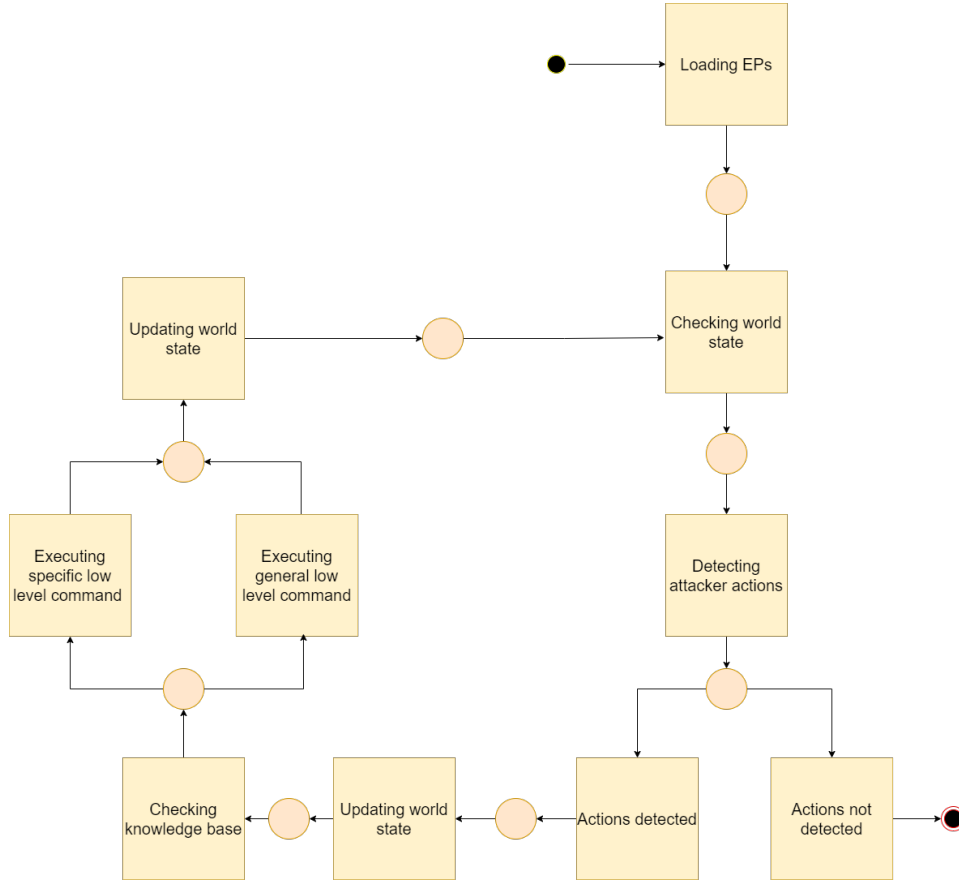 Loading EPs
Updating world
state
Checking world
state
Executing
specific low
level command
Executing
general low
level command
Detecting
attacker actions
Checking
knowledge base
Updating world
state
Actions detected
Actions not
detected